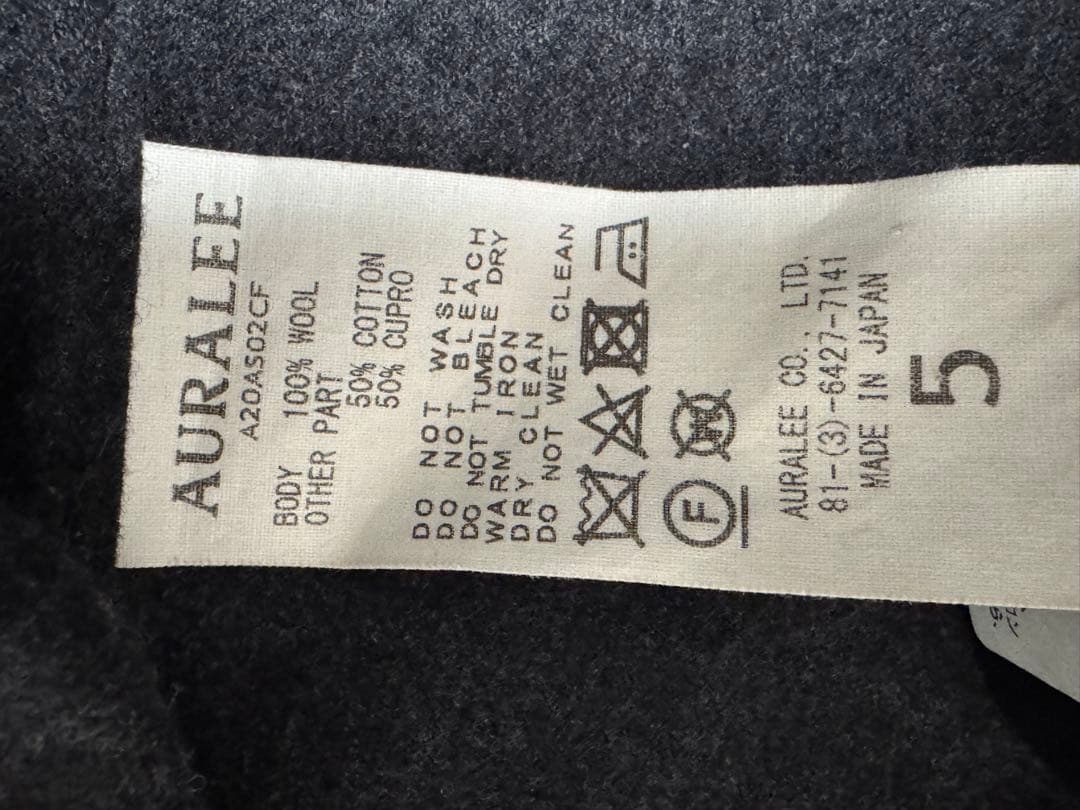 AURALEE
A20AS02CF
BODY 100% WOOL
OTHER PART
50% COTTON
50% CUPRO
DO NOT WASH
DO NOT BLEACH
DO NOT TUMBLE DRY
WARM IRON
DRY CLEAN
DO NOT WET CLEAN
F W
AURALEE CO., LTD.
81-(3)-6427-7141
MADE IN JAPAN
5